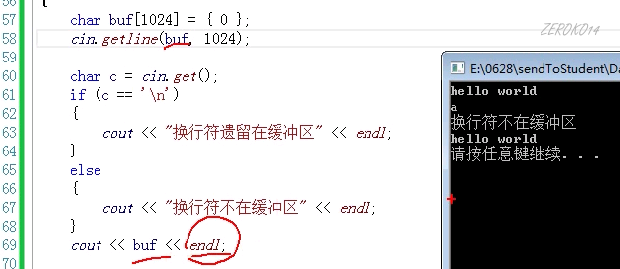 56 {
57 char buf[1024] = { 0 };
58 cin.getline(buf, 1024);
59
60 char c = cin.get();
61 if (c == '\n')
62 {
63 cout << "换行符遗留在缓冲区" << endl;
64 }
65 else
66 {
67 cout << "换行符不在缓冲区" << endl;
68 }
69 cout << buf << endl;
70
ZEROKO14
E:\0628\sendToStudent\Da
hello world
a
换行符不在缓冲区
hello world
请按任意键继续. . .